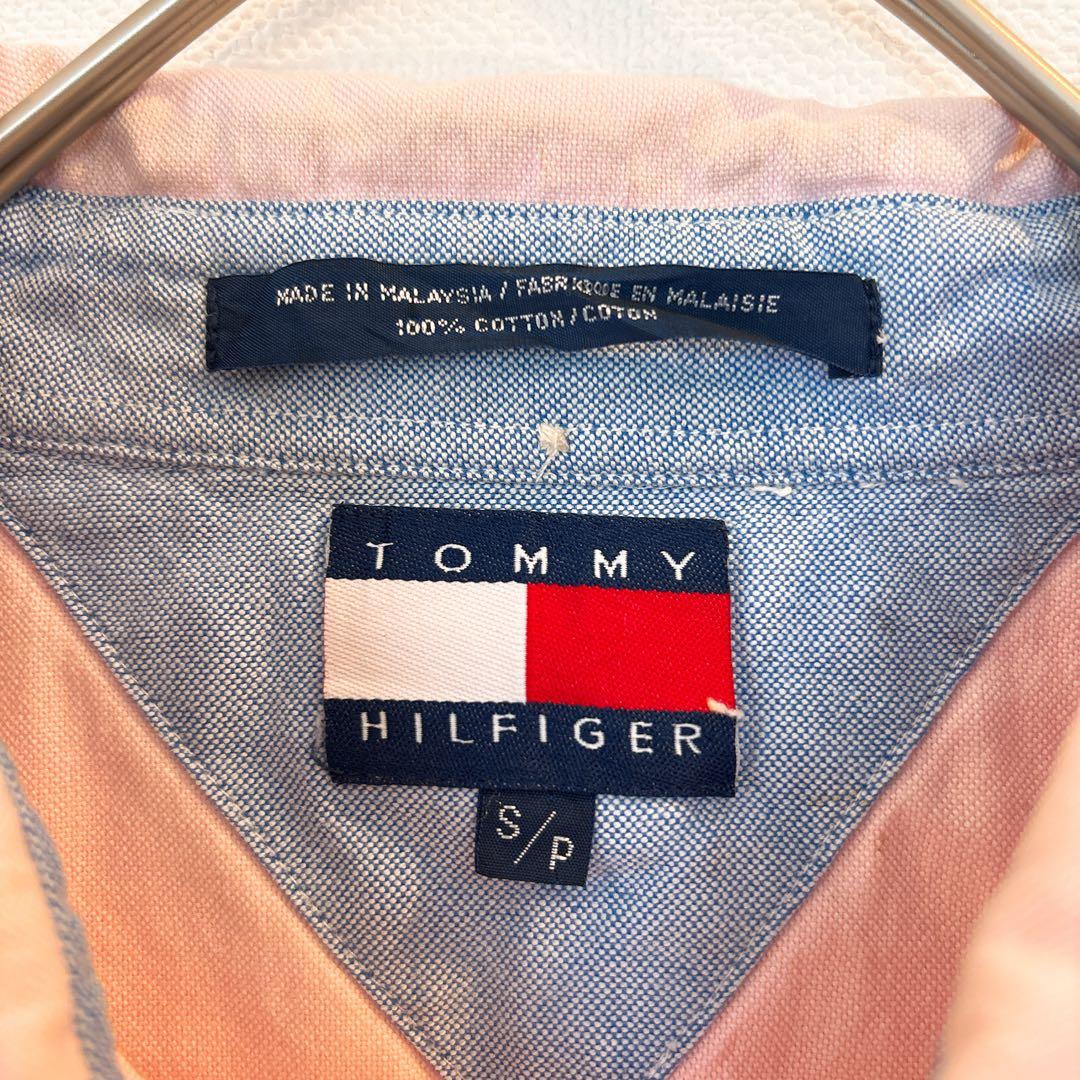 MADE IN MALAYSIA / FABRIQUE EN MALAISIE
100% COTTON / COTON
TOMMY
HILFIGER
S/P